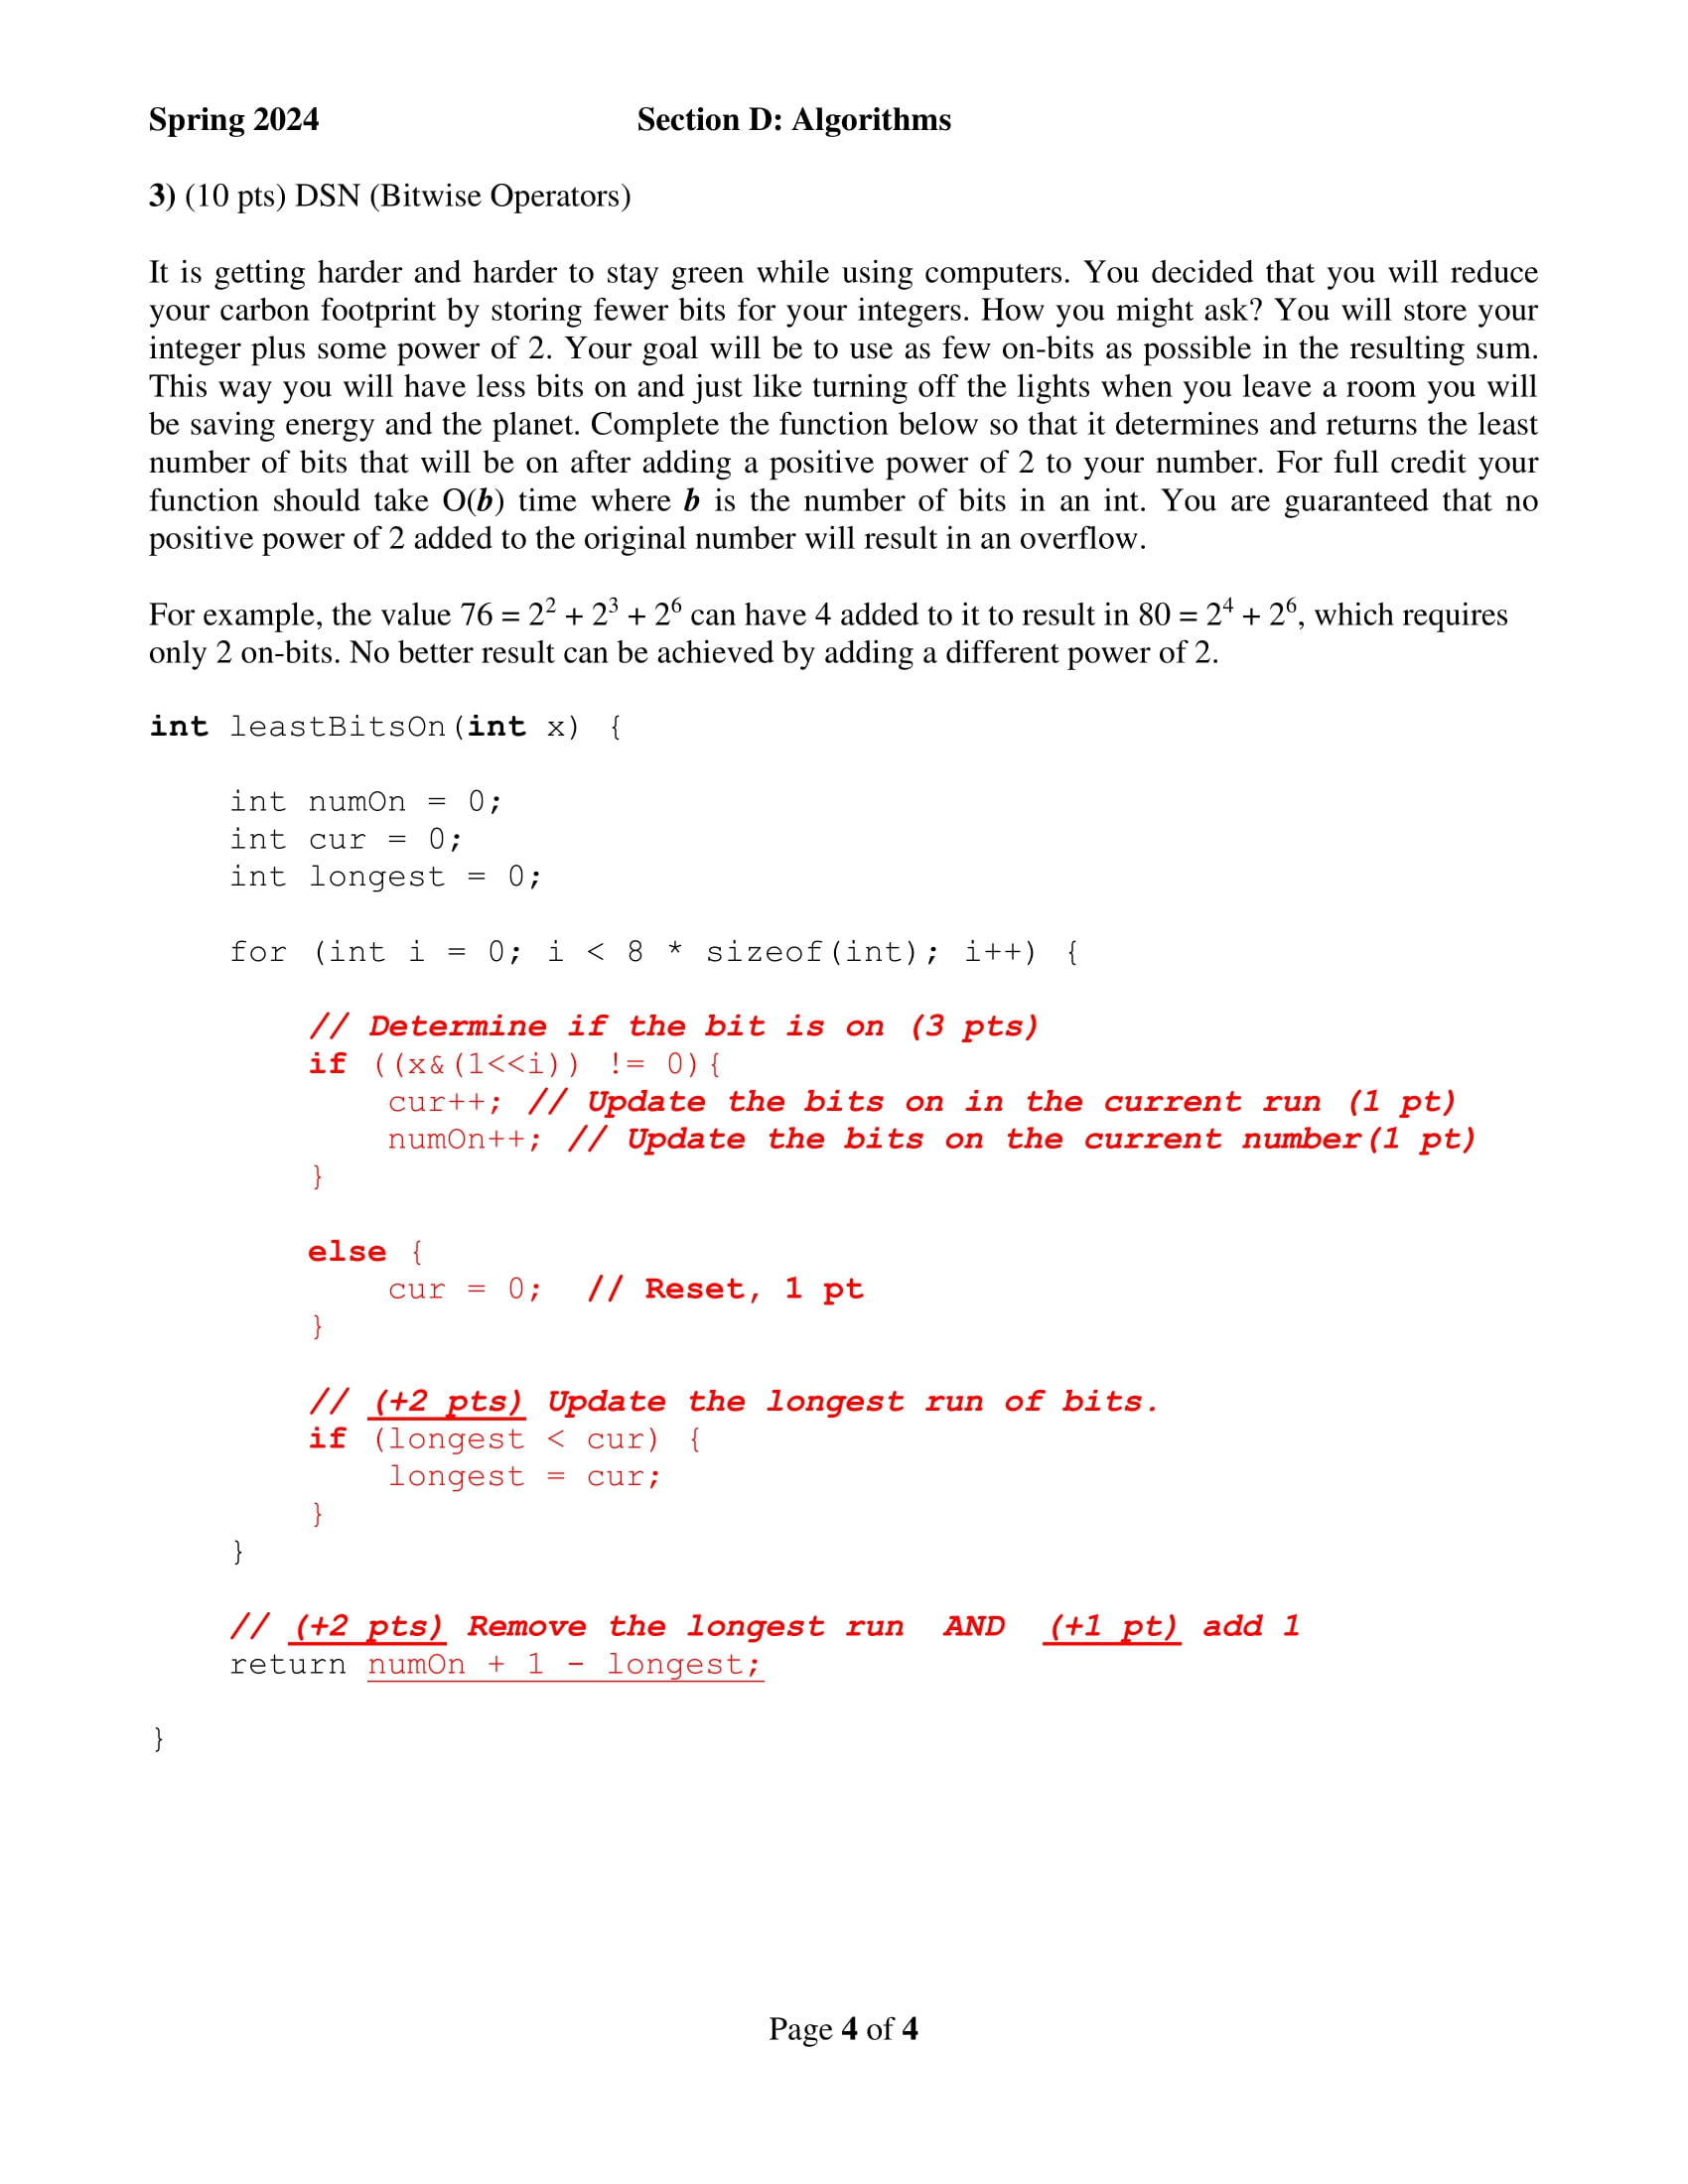 Spring 2024 Section D: Algorithms
3) (10 pts) DSN (Bitwise Operators)
It is getting harder and harder to stay green while using computers. You decided that you will reduce
your carbon footprint by storing fewer bits for your integers. How you might ask? You will store your
integer plus some power of 2. Your goal will be to use as few on-bits as possible in the resulting sum.
This way you will have less bits on and just like turning off the lights when you leave a room you will
be saving energy and the planet. Complete the function below so that it determines and returns the least
number of bits that will be on after adding a positive power of 2 to your number. For full credit your
function should take O(b) time where b is the number of bits in an int. You are guaranteed that no
positive power of 2 added to the original number will result in an overflow.
For example, the value 76 = 2² + 2³ + 2⁶ can have 4 added to it to result in 80 = 2⁴ + 2⁶, which requires
only 2 on-bits. No better result can be achieved by adding a different power of 2.
int leastBitsOn(int x) {
int numOn = 0;
int cur = 0;
int longest = 0;
for (int i = 0; i < 8 * sizeof(int); i++) {
// Determine if the bit is on (3 pts)
if ((x&(1<<i)) != 0){
cur++; // Update the bits on in the current run (1 pt)
numOn++; // Update the bits on the current number(1 pt)
}
else {
cur = 0; // Reset, 1 pt
}
// (+2 pts) Update the longest run of bits.
if (longest < cur) {
longest = cur;
}
}
// (+2 pts) Remove the longest run AND (+1 pt) add 1
return numOn + 1 - longest;
}
Page 4 of 4